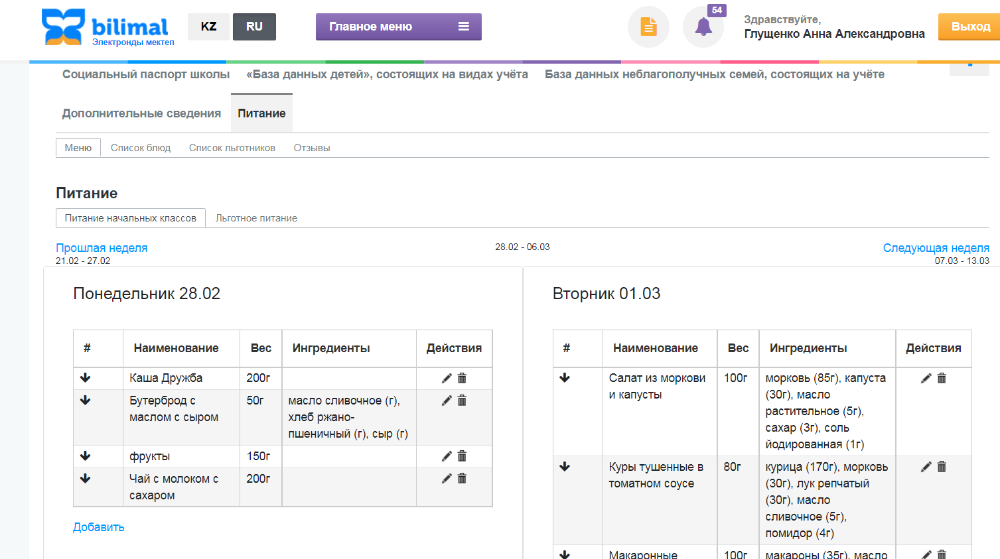 bilimal
Электронды мектеп
KZ
RU
Главное меню
54
Здравствуйте,
Глущенко Анна Александровна
Выход
Социальный паспорт школы
«База данных детей», состоящих на видах учёта
База данных неблагополучных семей, состоящих на учёте
Дополнительные сведения
Питание
Меню
Список блюд
Список льготников
Отзывы
Питание
Питание начальных классов
Льготное питание
Прошлая неделя
21.02 - 27.02
28.02 - 06.03
Следующая неделя
07.03 - 13.03
Понедельник 28.02
# Наименование Вес Ингредиенты Действия
Каша Дружба 200г
Бутерброд с 50г масло сливочное (г),
маслом с сыром хлеб ржано-
пшеничный (г), сыр (г)
фрукты 150г
Чай с молоком с 200г
сахаром
Добавить
Вторник 01.03
# Наименование Вес Ингредиенты Действия
Салат из моркови 100г морковь (85г), капуста
и капусты (30г), масло
растительное (5г),
сахар (3г), соль
йодированная (1г)
Куры тушенные в 80г курица (170г), морковь
томатном соусе (30г), лук репчатый
(30г), масло
сливочное (5г),
помидор (4г)
Макаронные 100г макароны (35г), масло